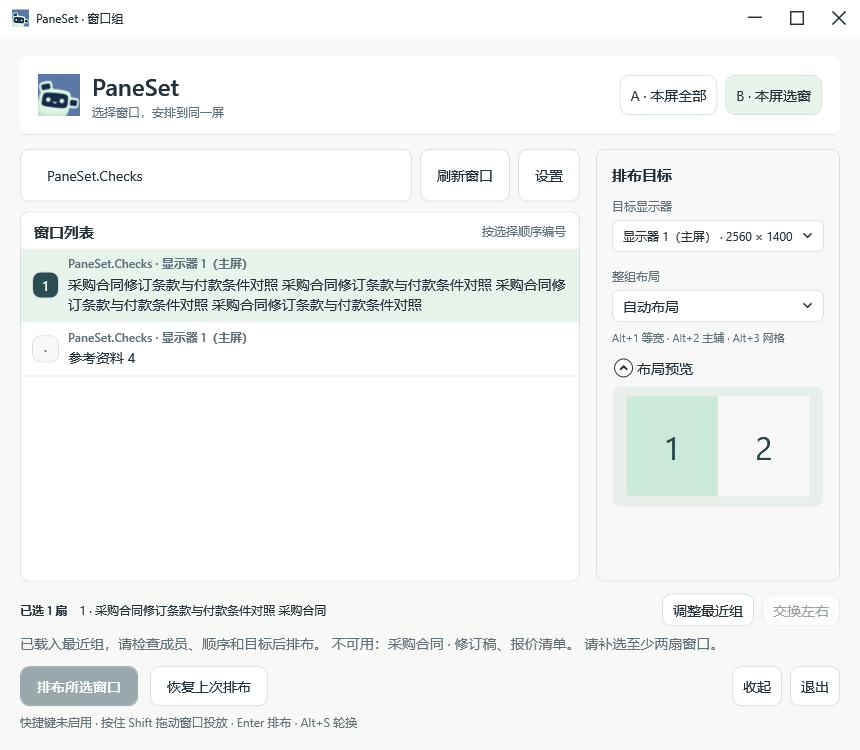 PaneSet · 窗口组
PaneSet
选择窗口，安排到同一屏
A · 本屏全部
B · 本屏选窗
PaneSet.Checks
刷新窗口
设置
窗口列表
按选择顺序编号
PaneSet.Checks · 显示器 1（主屏）
1
采购合同修订条款与付款条件对照 采购合同修订条款与付款条件对照 采购合同修
订条款与付款条件对照 采购合同修订条款与付款条件对照
PaneSet.Checks · 显示器 1（主屏）
·
参考资料 4
排布目标
目标显示器
显示器 1（主屏） · 2560 × 1400
整组布局
自动布局
Alt+1 等宽 · Alt+2 主辅 · Alt+3 网格
布局预览
1
2
已选 1 扇 1 · 采购合同修订条款与付款条件对照 采购合同
调整最近组
交换左右
已载入最近组，请检查成员、顺序和目标后排布。 不可用：采购合同 · 修订稿、报价清单。 请补选至少两扇窗口。
排布所选窗口
恢复上次排布
收起
退出
快捷键未启用 · 按住 Shift 拖动窗口投放 · Enter 排布 · Alt+S 轮换